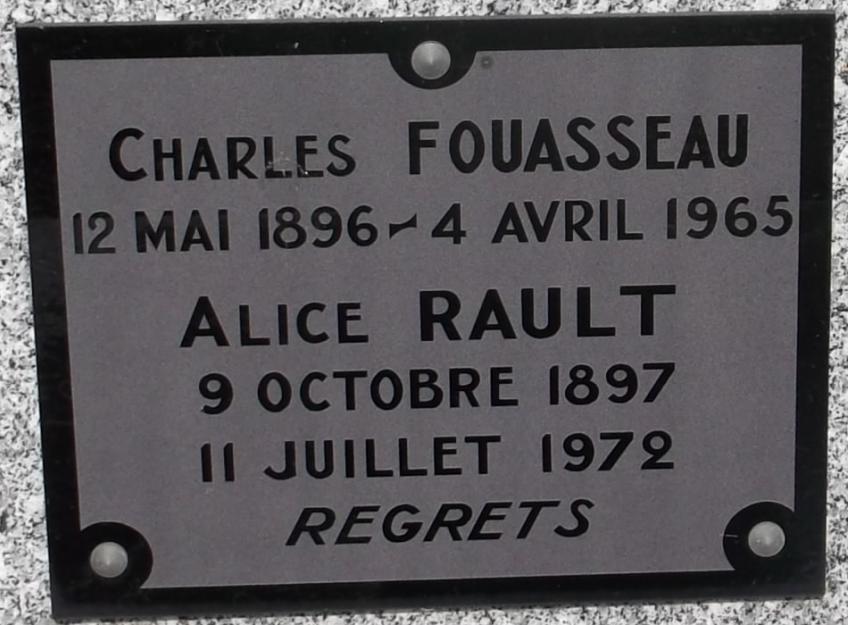 CHARLES FOUASSEAU
12 MAI 1896 ~ 4 AVRIL 1965
ALICE RAULT
9 OCTOBRE 1897
11 JUILLET 1972
REGRETS